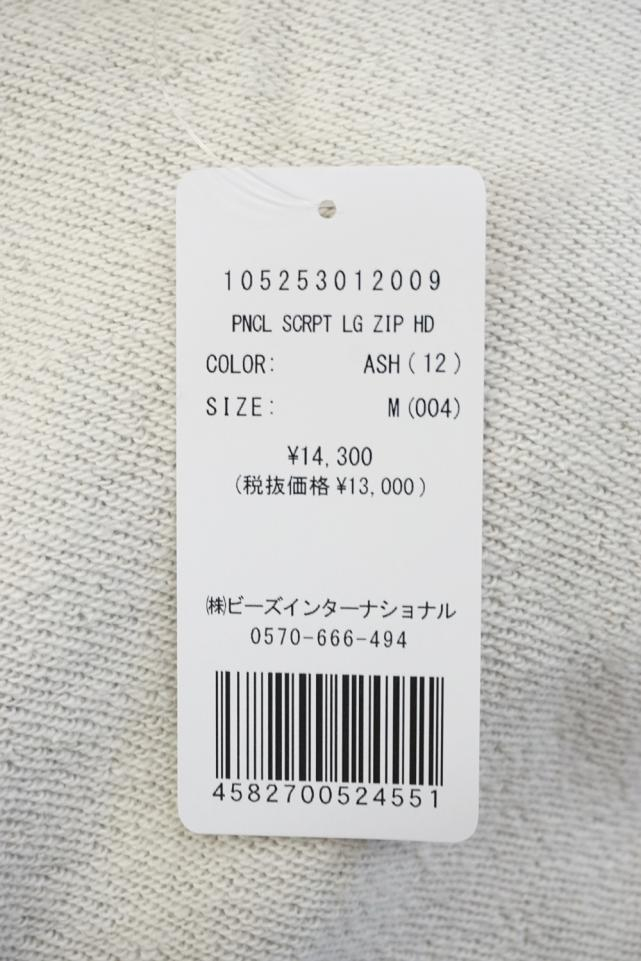 105253012009
PNCL SCRPT LG ZIP HD
COLOR: ASH(12)
SIZE: M(004)
¥14,300
(税抜価格¥13,000)
㈱ビーズインターナショナル
0570-666-494
4582700524551